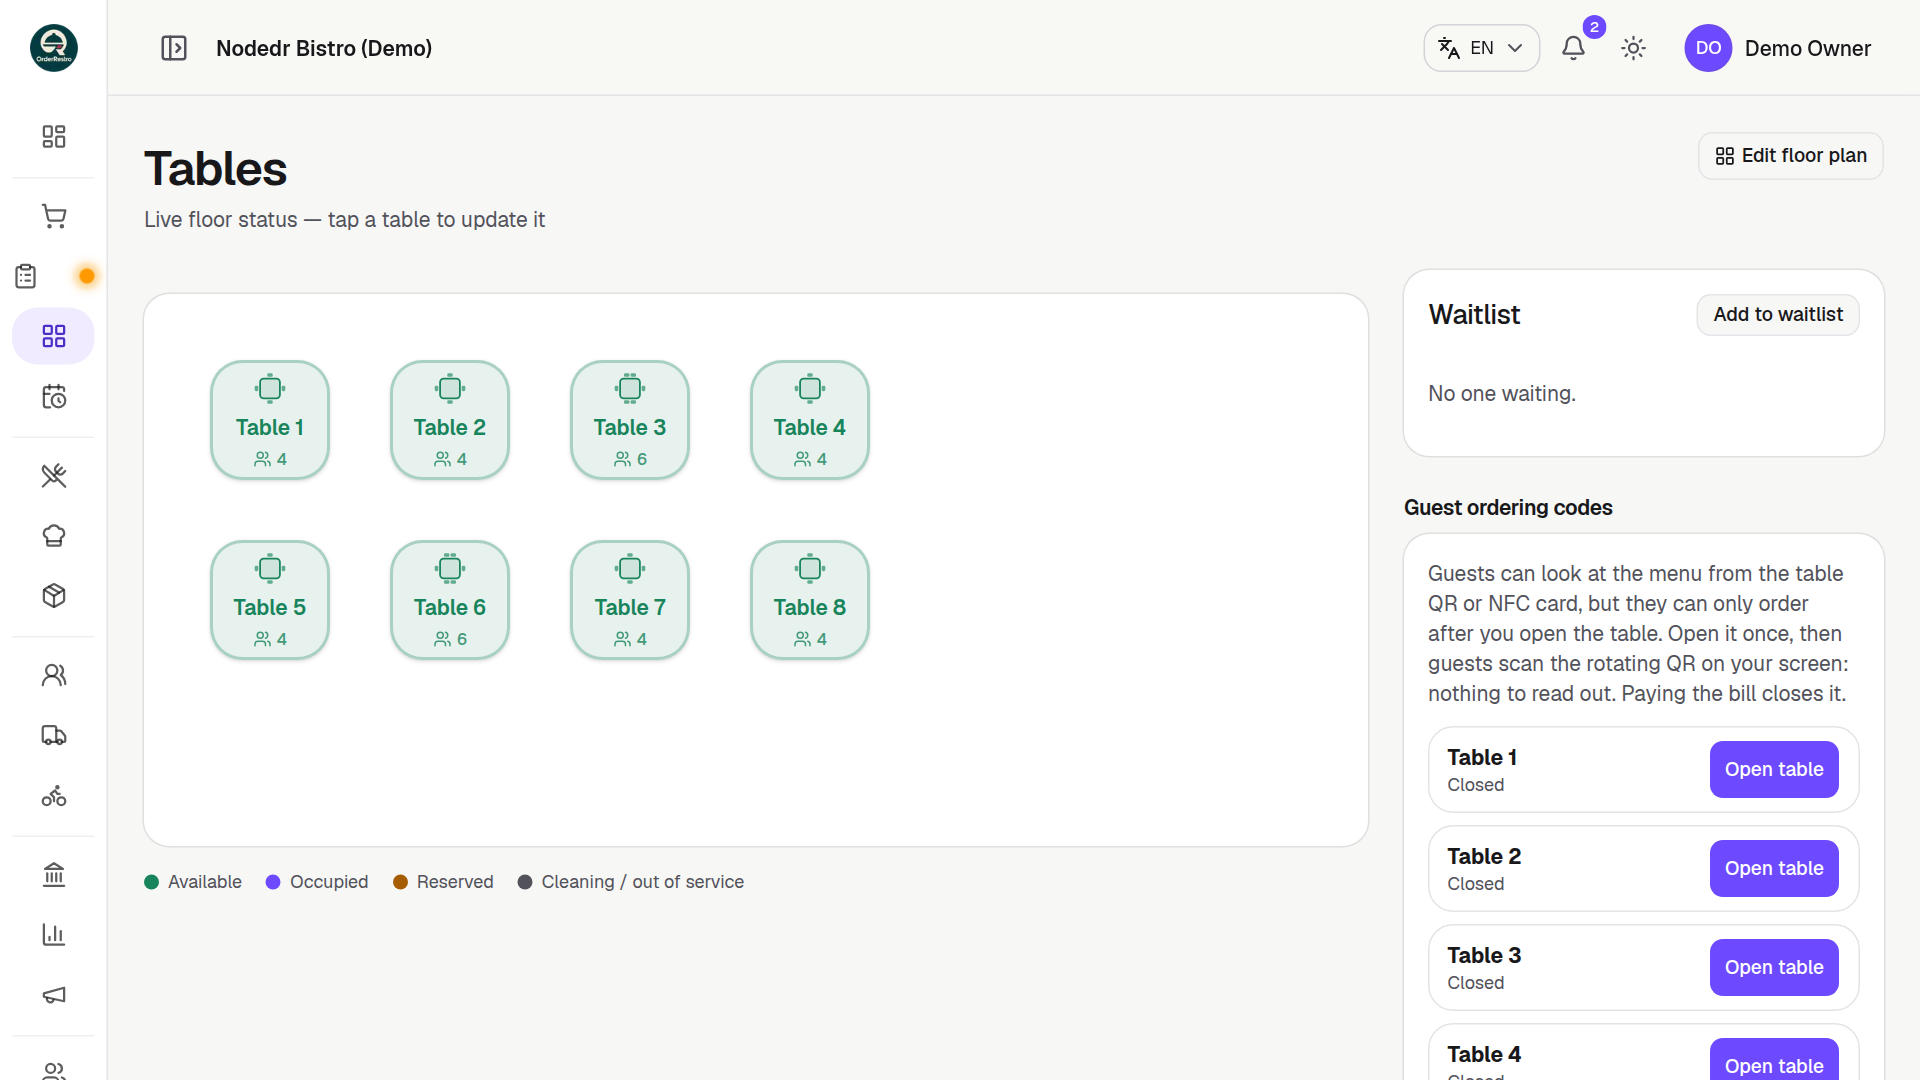 OrderRestro
Nodedr Bistro (Demo)
EN
2
DO
Demo Owner
Tables
Live floor status — tap a table to update it
Edit floor plan
Table 1
4
Table 2
4
Table 3
6
Table 4
4
Table 5
4
Table 6
6
Table 7
4
Table 8
4
Available
Occupied
Reserved
Cleaning / out of service
Waitlist
Add to waitlist
No one waiting.
Guest ordering codes
Guests can look at the menu from the table
QR or NFC card, but they can only order
after you open the table. Open it once, then
guests scan the rotating QR on your screen:
nothing to read out. Paying the bill closes it.
Table 1
Closed
Open table
Table 2
Closed
Open table
Table 3
Closed
Open table
Table 4
Closed
Open table